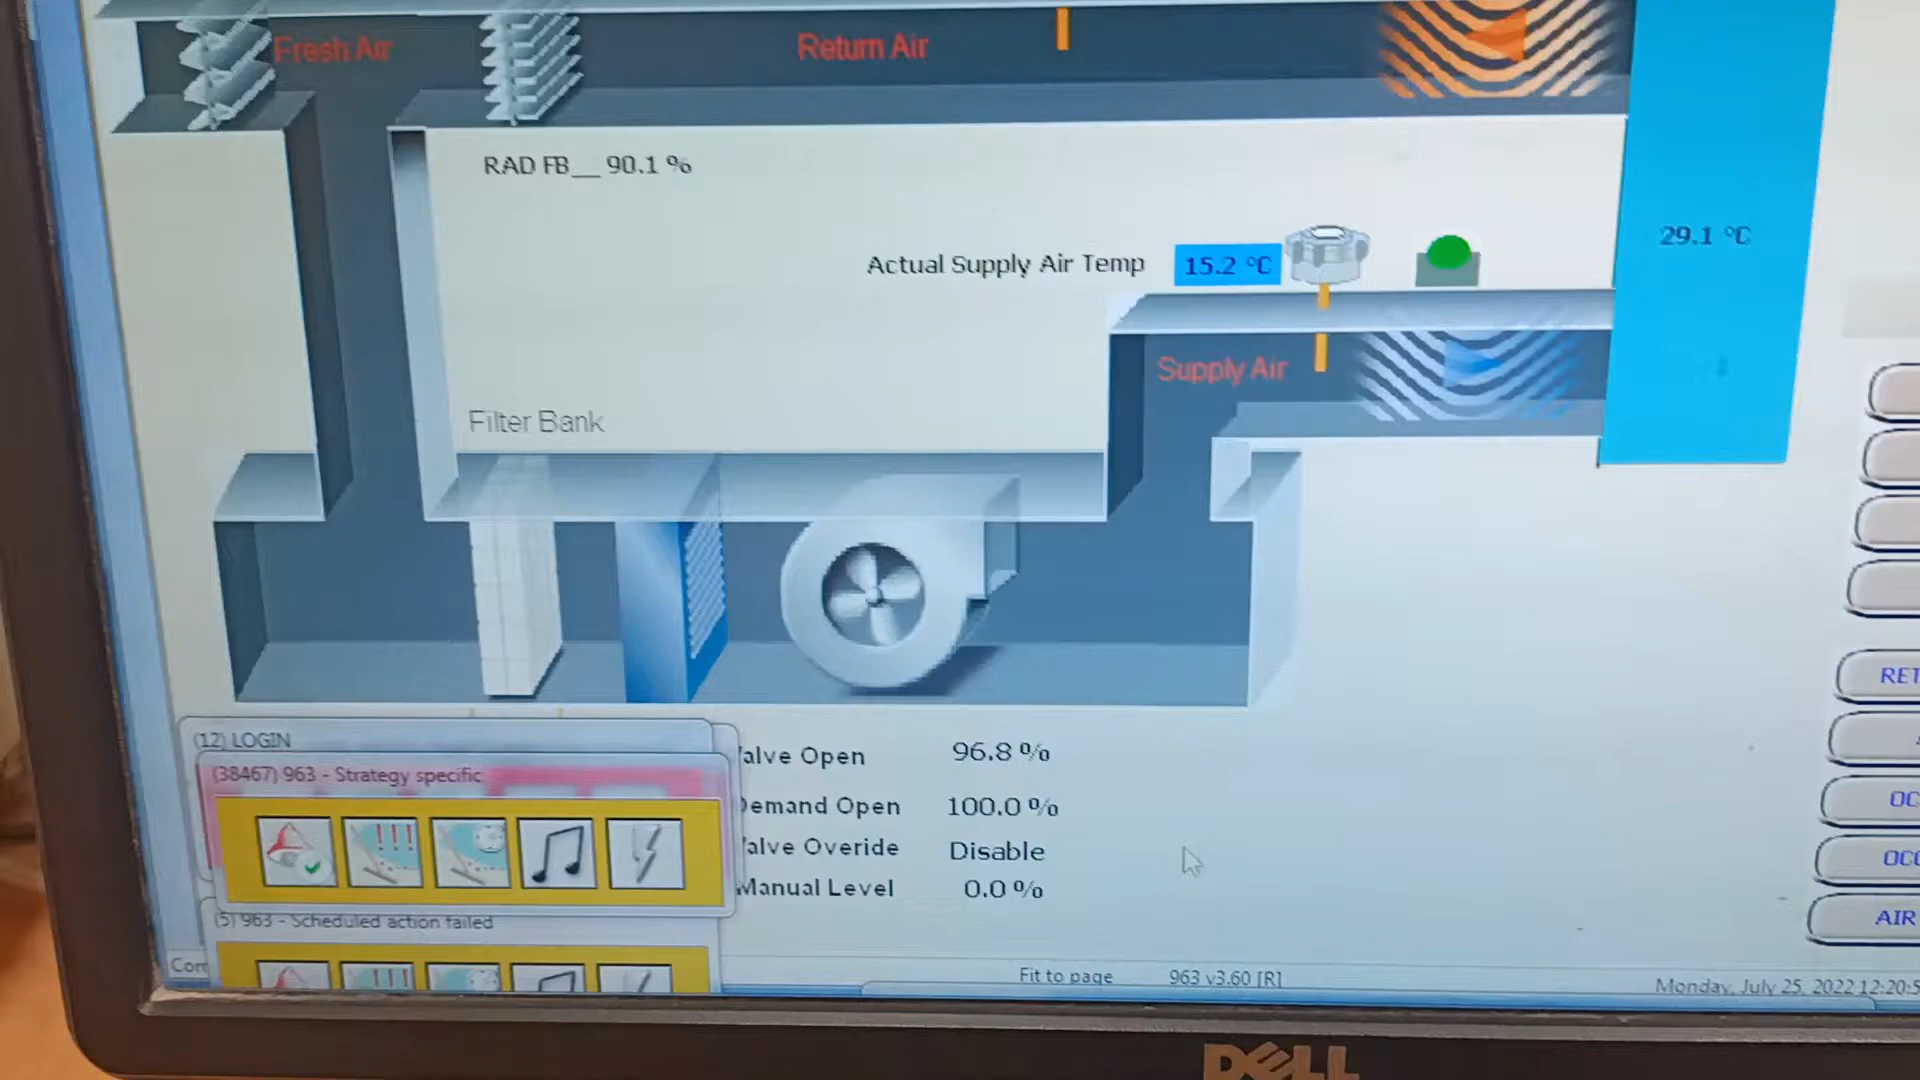 Fresh Air
Return Air
RAD FB__ 90.1 %
29.1 °C
Actual Supply Air Temp 15.2 °C
Supply Air
Filter Bank
RET
(12) LOGIN
(38467) 963 - Strategy specific
alve Open 96.8 %
Demand Open 100.0 %
OC
alve Overide Disable
OCC
Manual Level 0.0 %
(5) 963 - Scheduled action failed
AIR
Fit to page 963 v3.60 [R]
Monday, July 25, 2022 12:20:5
DELL